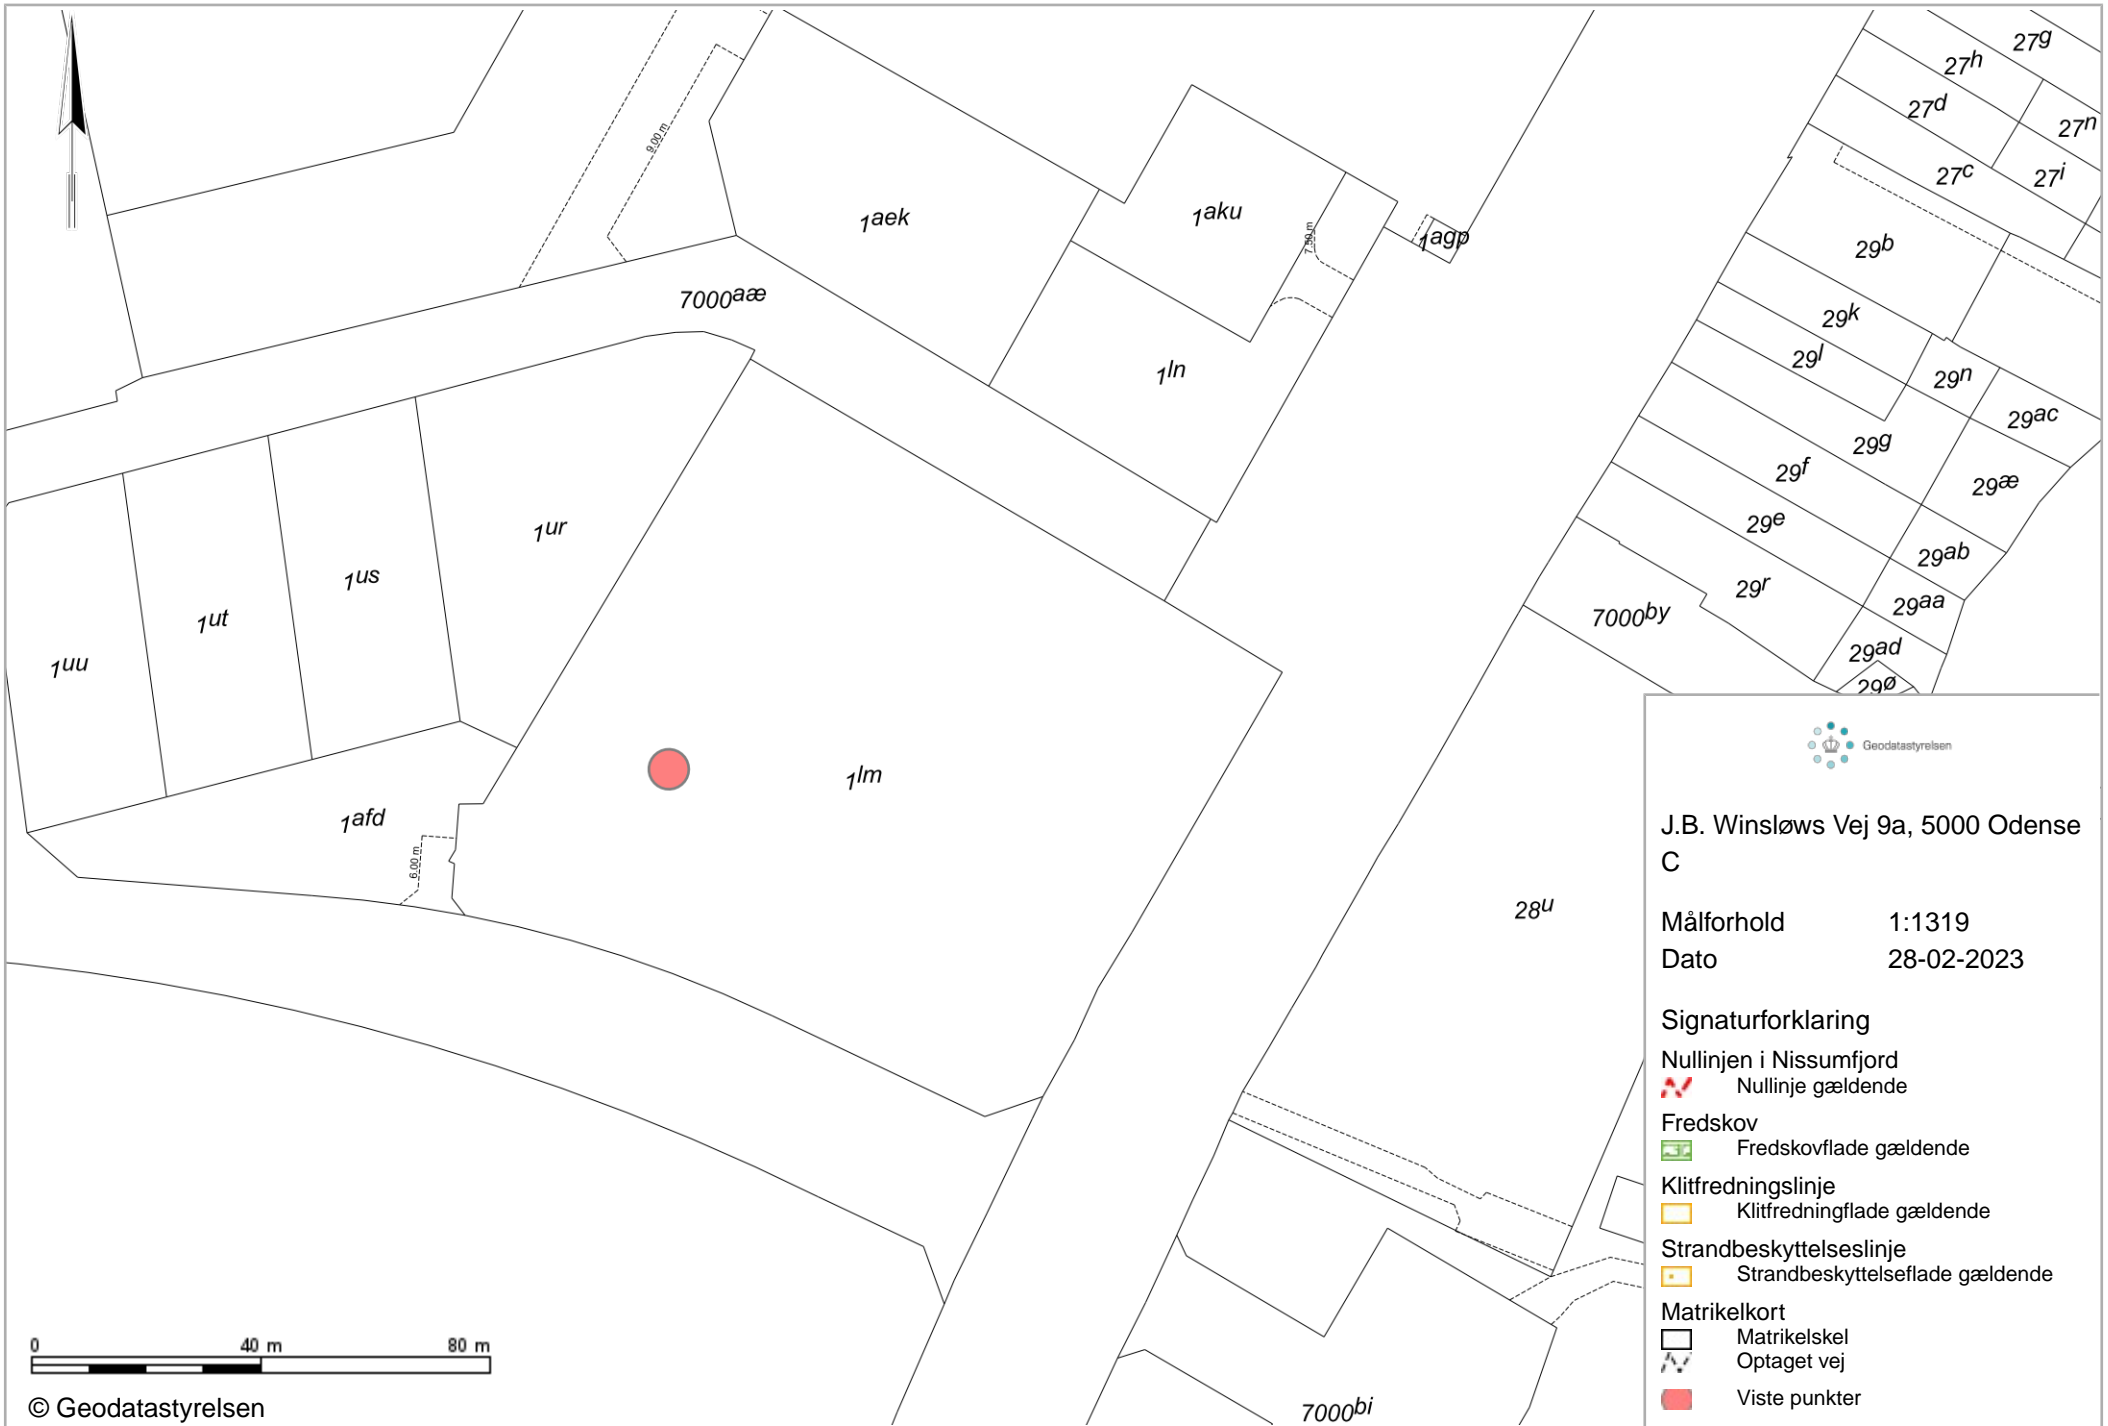 27g
27h
27d
27n
27c
27i
9.00 m
1aek
1aku
7.50 m
1agp
29b
7000aæ
29k
29l
1ln
29n
29ac
29g
29f
29æ
1ur
29e
1us
29ab
29r
29aa
1ut
7000by
29ad
1uu
29ø
1lm
1afd
6.00 m
28u
7000bi
Geodatastyrelsen
J.B. Winsløws Vej 9a, 5000 Odense
C
Målforhold 1:1319
Dato 28-02-2023
Signaturforklaring
Nullinjen i Nissumfjord
Nullinje gældende
Fredskov
Fredskovflade gældende
Klitfredningslinje
Klitfredningflade gældende
Strandbeskyttelseslinje
Strandbeskyttelseflade gældende
Matrikelkort
Matrikelskel
Optaget vej
Viste punkter
0 40 m 80 m
© Geodatastyrelsen